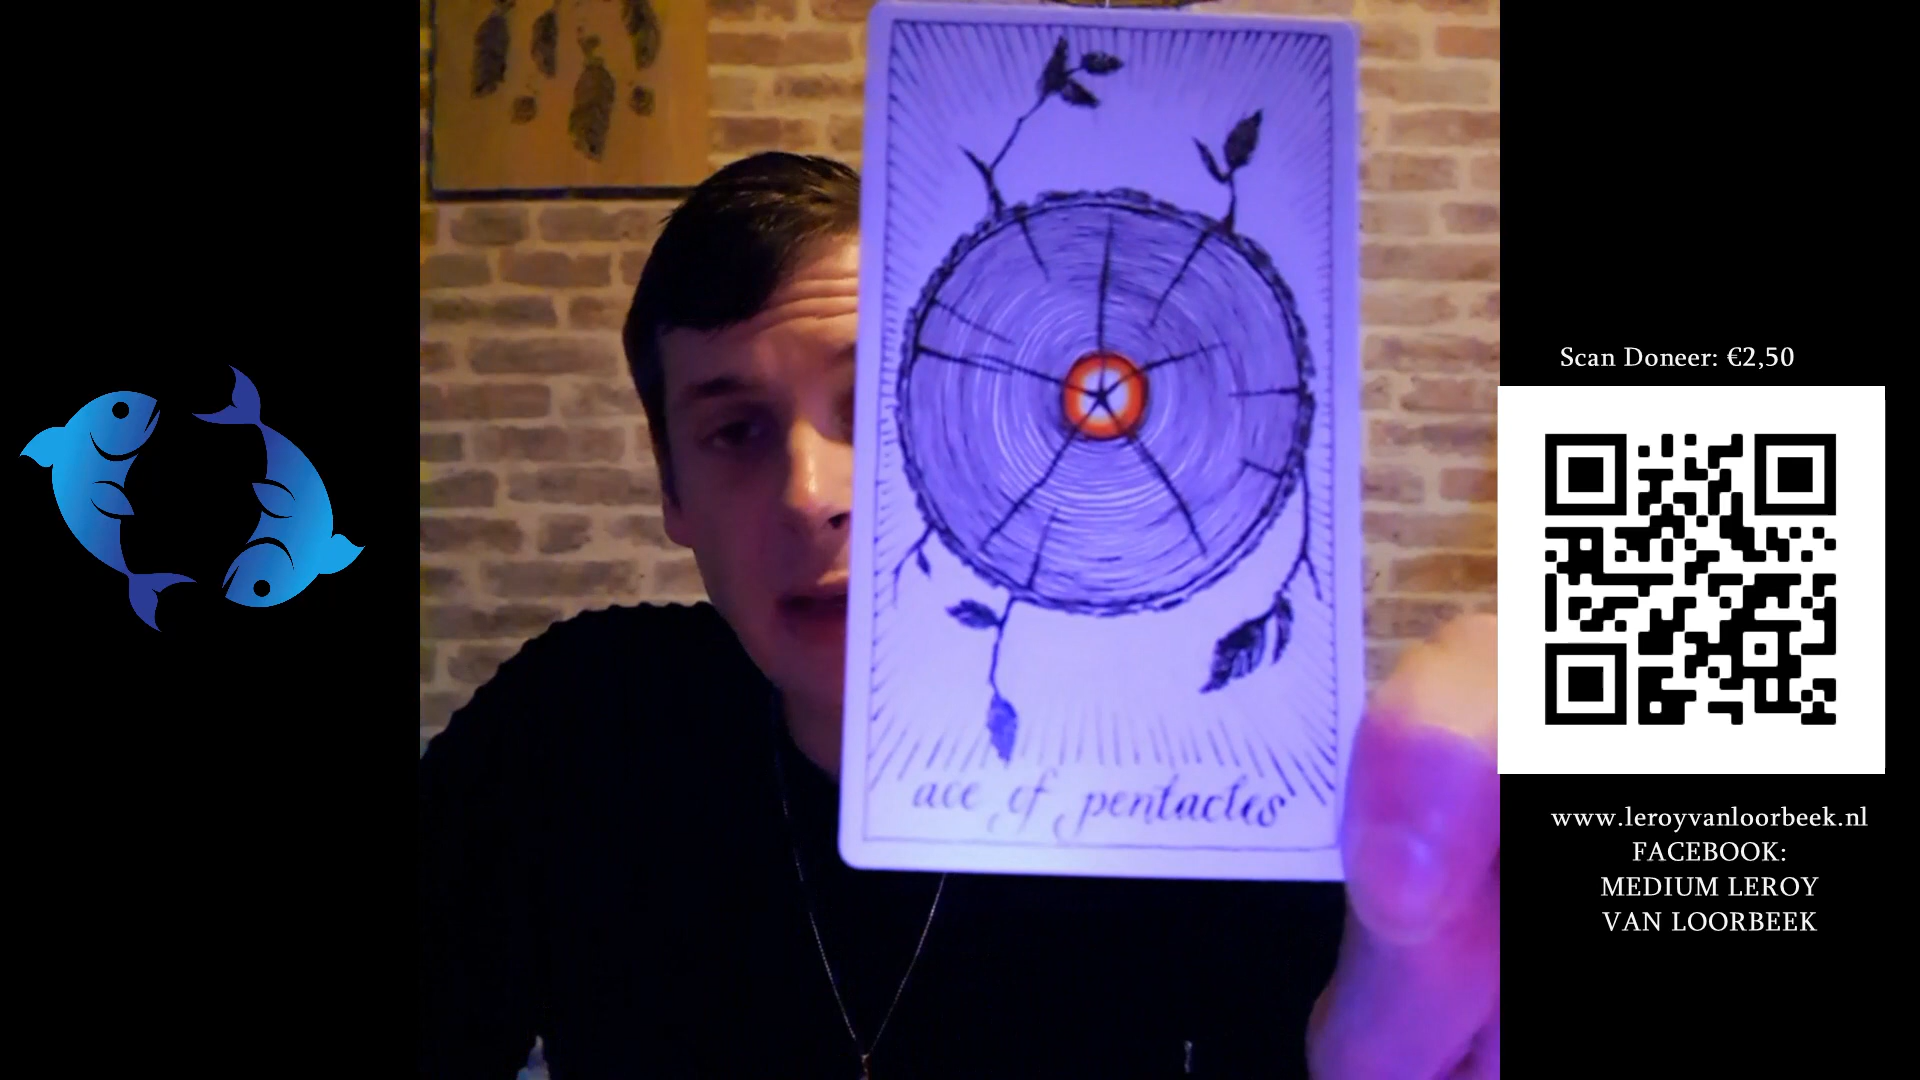 ace of pentacles
Scan Doneer: €2,50
www.leroyvanloorbeek.nl
FACEBOOK:
MEDIUM LEROY
VAN LOORBEEK